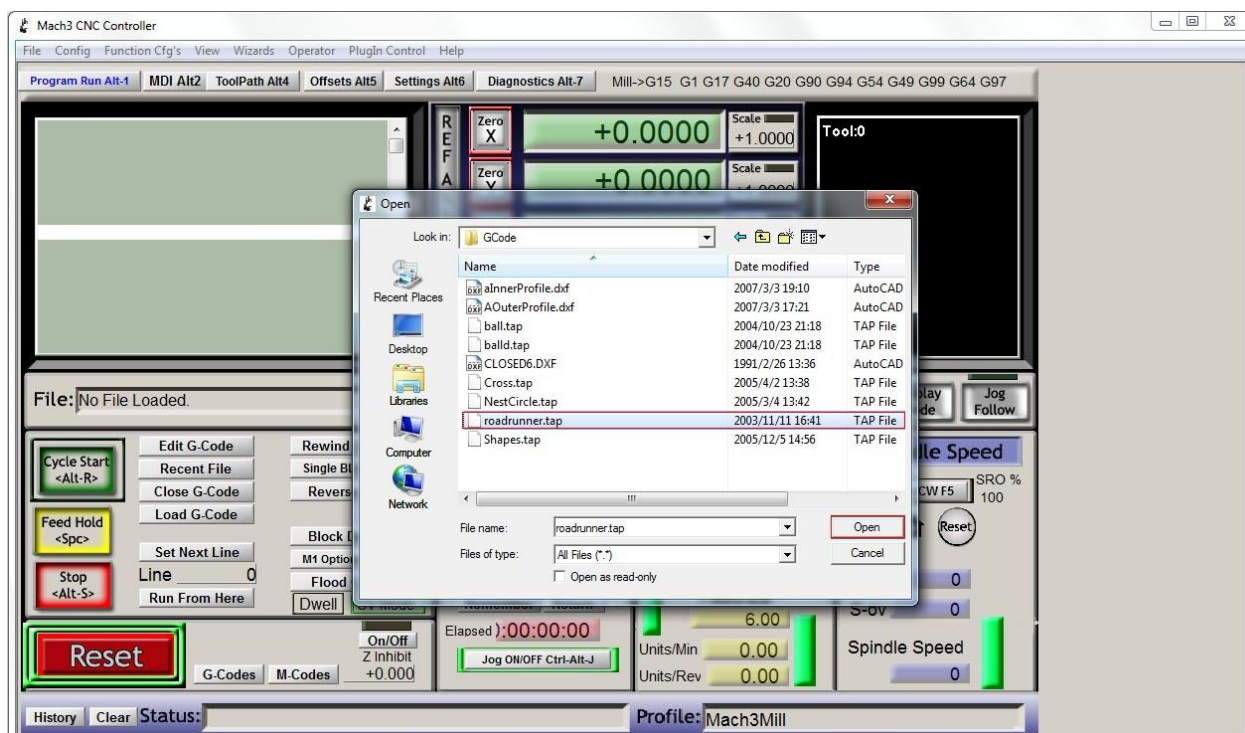 Mach3 CNC Controller
File Config Function Cfg's View Wizards Operator PlugIn Control Help
Program Run Alt-1 MDI Alt2 ToolPath Alt4 Offsets Alt5 Settings Alt6 Diagnostics Alt-7 Mill->G15 G1 G17 G40 G20 G90 G94 G54 G49 G99 G64 G97
REF A
Zero X +0.0000 Scale +1.0000
Zero Y +0.0000 Scale
Tool:0
Open
Look in: GCode
Recent Places
Desktop
Libraries
Computer
Network
Name Date modified Type
aInnerProfile.dxf 2007/3/3 19:10 AutoCAD
AOuterProfile.dxf 2007/3/3 17:21 AutoCAD
ball.tap 2004/10/23 21:18 TAP File
balld.tap 2004/10/23 21:18 TAP File
CLOSED6.DXF 1991/2/26 13:36 AutoCAD
Cross.tap 2005/4/2 13:38 TAP File
NestCircle.tap 2005/3/4 13:42 TAP File
roadrunner.tap 2003/11/11 16:41 TAP File
Shapes.tap 2005/12/5 14:56 TAP File
File name: roadrunner.tap Open
Files of type: All Files (*.*) Cancel
Open as read-only
File: No File Loaded.
Jog Follow
Cycle Start <Alt-R>
Feed Hold <Spc>
Stop <Alt-S>
Edit G-Code Rewind
Recent File Single
Close G-Code Revers
Load G-Code
Block
Set Next Line M1 Optio
Line 0 Flood
Run From Here Dwell
Speed
CW F5 SRO %
100
Reset
0
S-ov 0
Spindle Speed
0
Remember Return
Elapsed 00:00:00
Jog ON/OFF Ctrl-Alt-J
6.00
Units/Min 0.00
Units/Rev 0.00
Reset
G-Codes M-Codes
On/Off
Z Inhibit
+0.000
History Clear Status: Profile: Mach3Mill